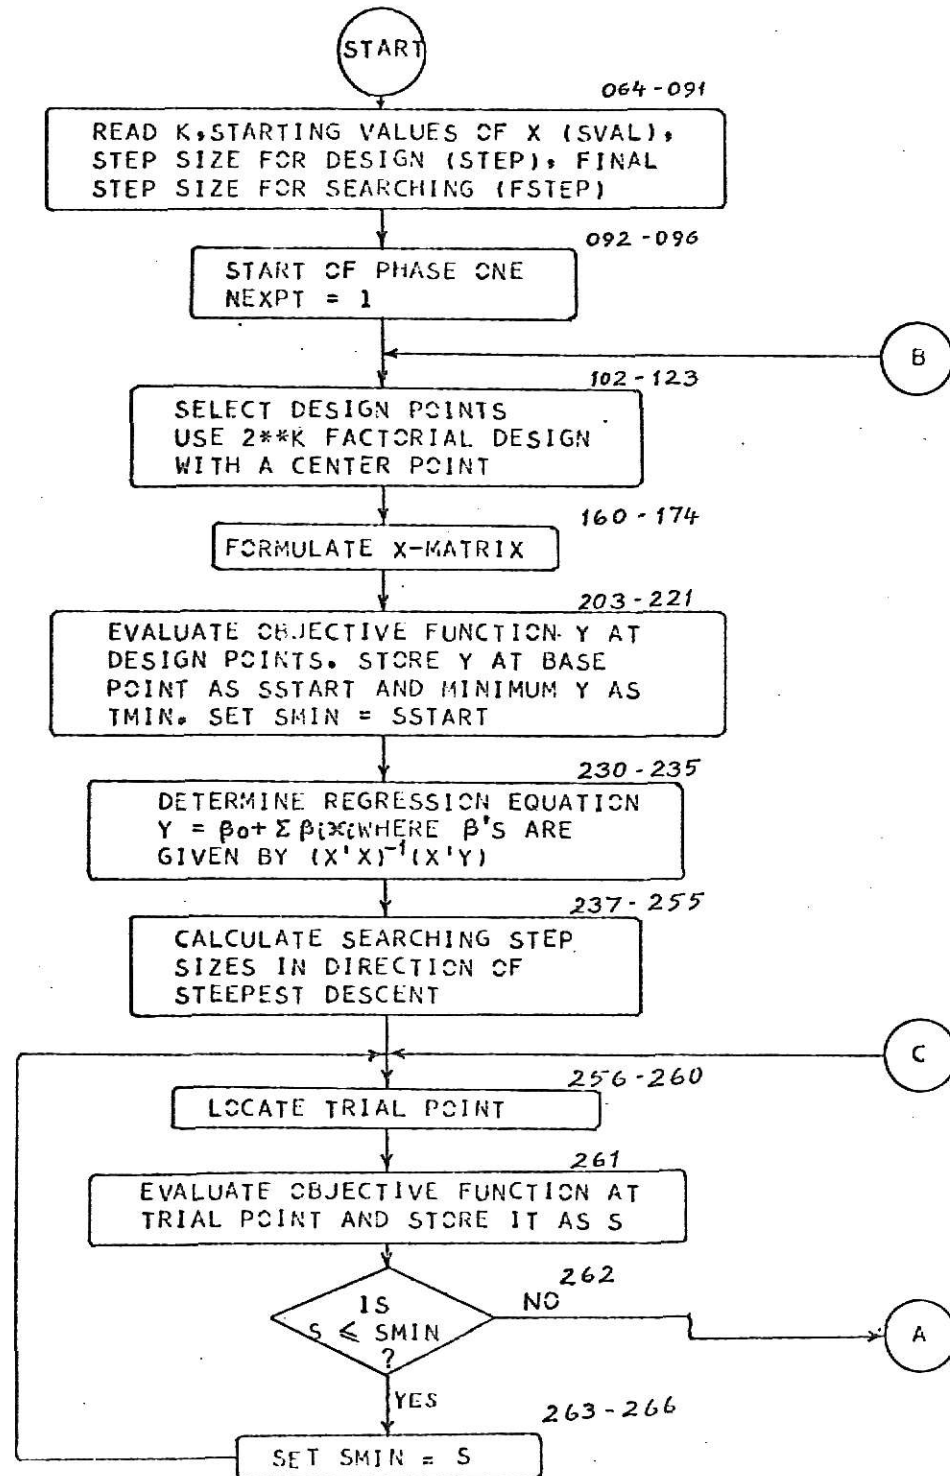 START
064-091
READ K,STARTING VALUES OF X (SVAL),
STEP SIZE FOR DESIGN (STEP), FINAL
STEP SIZE FOR SEARCHING (FSTEP)
092-096
START OF PHASE ONE
NEXPT = 1
B
102-123
SELECT DESIGN POINTS
USE 2**K FACTORIAL DESIGN
WITH A CENTER POINT
160-174
FORMULATE X-MATRIX
203-221
EVALUATE OBJECTIVE FUNCTION Y AT
DESIGN POINTS. STORE Y AT BASE
POINT AS SSTART AND MINIMUM Y AS
TMIN. SET SMIN = SSTART
230-235
DETERMINE REGRESSION EQUATION
Y = β0+ Σ βixi WHERE β'S ARE
GIVEN BY (X'X)⁻¹(X'Y)
237-255
CALCULATE SEARCHING STEP
SIZES IN DIRECTION OF
STEEPEST DESCENT
C
256-260
LOCATE TRIAL POINT
261
EVALUATE OBJECTIVE FUNCTION AT
TRIAL POINT AND STORE IT AS S
262
IS
S ≤ SMIN
?
NO
A
YES
263-266
SET SMIN = S